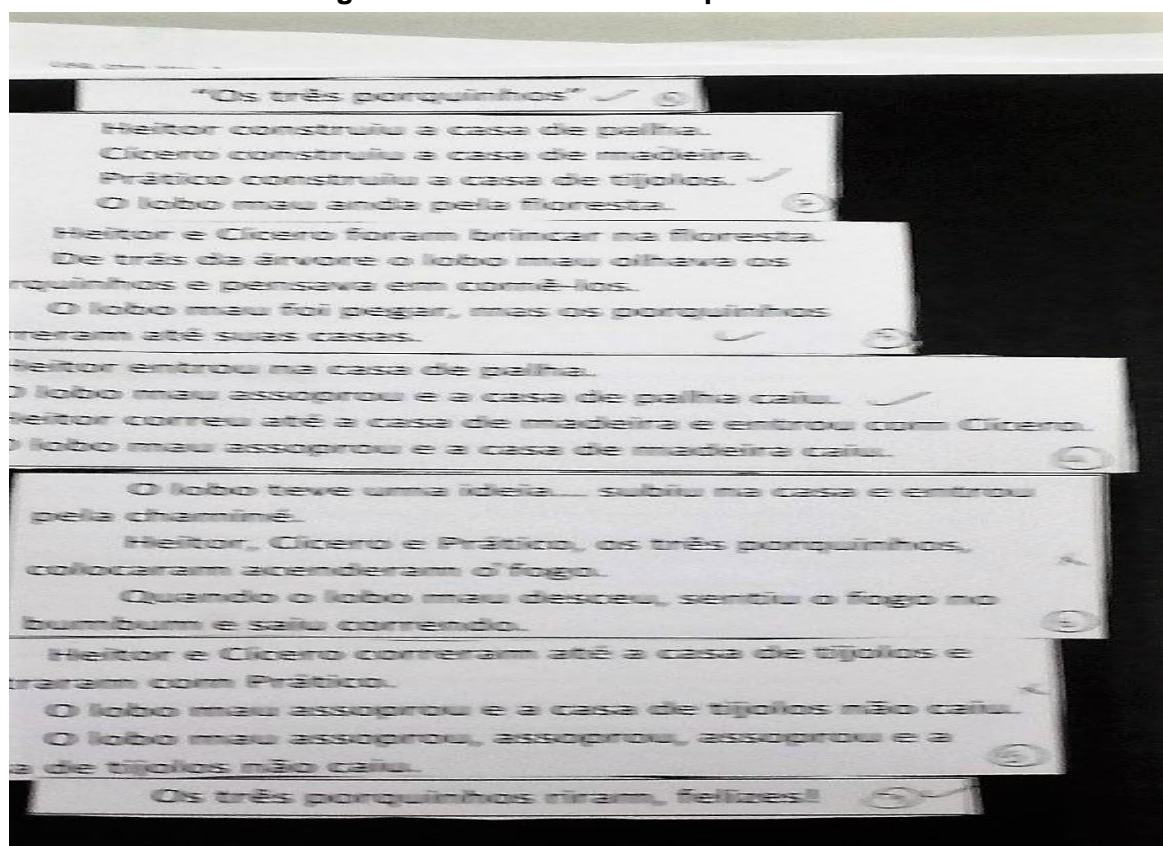 "Os três porquinhos"
Heitor construiu a casa de palha.
Cícero construiu a casa de madeira.
Prático construiu a casa de tijolos.
O lobo mau anda pela floresta.
Heitor e Cícero foram brincar na floresta.
De trás da árvore o lobo mau olhava os
rquinhos e pensava em comê-los.
O lobo mau foi pegar, mas os porquinhos
rreram até suas casas.
Heitor entrou na casa de palha.
O lobo mau assoprou e a casa de palha caiu.
Heitor correu até a casa de madeira e entrou com Cícero.
O lobo mau assoprou e a casa de madeira caiu.
O lobo teve uma ideia... subiu na casa e entrou
pela chaminé.
Heitor, Cícero e Prático, os três porquinhos,
colocaram acenderam o fogo.
Quando o lobo mau desceu, sentiu o fogo no
bumbum e saiu correndo.
Heitor e Cícero correram até a casa de tijolos e
traram com Prático.
O lobo mau assoprou e a casa de tijolos não caiu.
O lobo mau assoprou, assoprou, assoprou e a
a de tijolos não caiu.
Os três porquinhos riram, felizes!